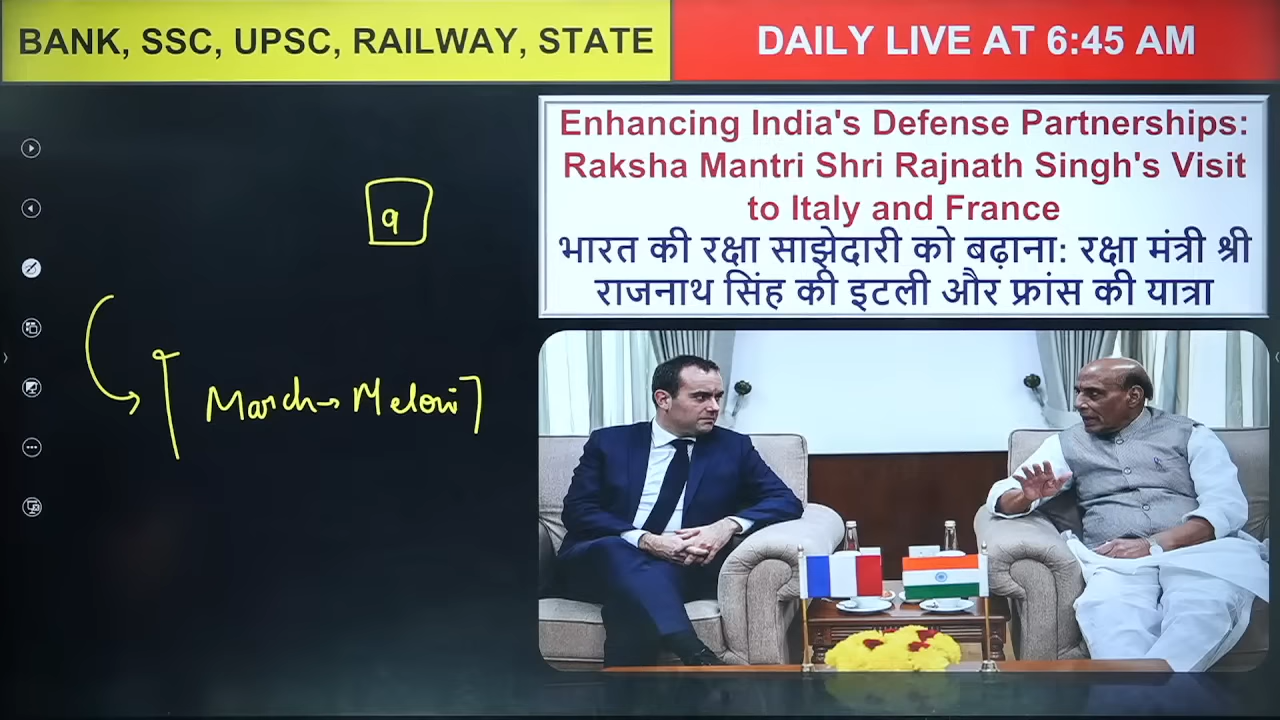 BANK, SSC, UPSC, RAILWAY, STATE
DAILY LIVE AT 6:45 AM
Enhancing India's Defense Partnerships:
Raksha Mantri Shri Rajnath Singh's Visit
to Italy and France
भारत की रक्षा साझेदारी को बढ़ाना: रक्षा मंत्री श्री
राजनाथ सिंह की इटली और फ्रांस की यात्रा
9
March → Meloni